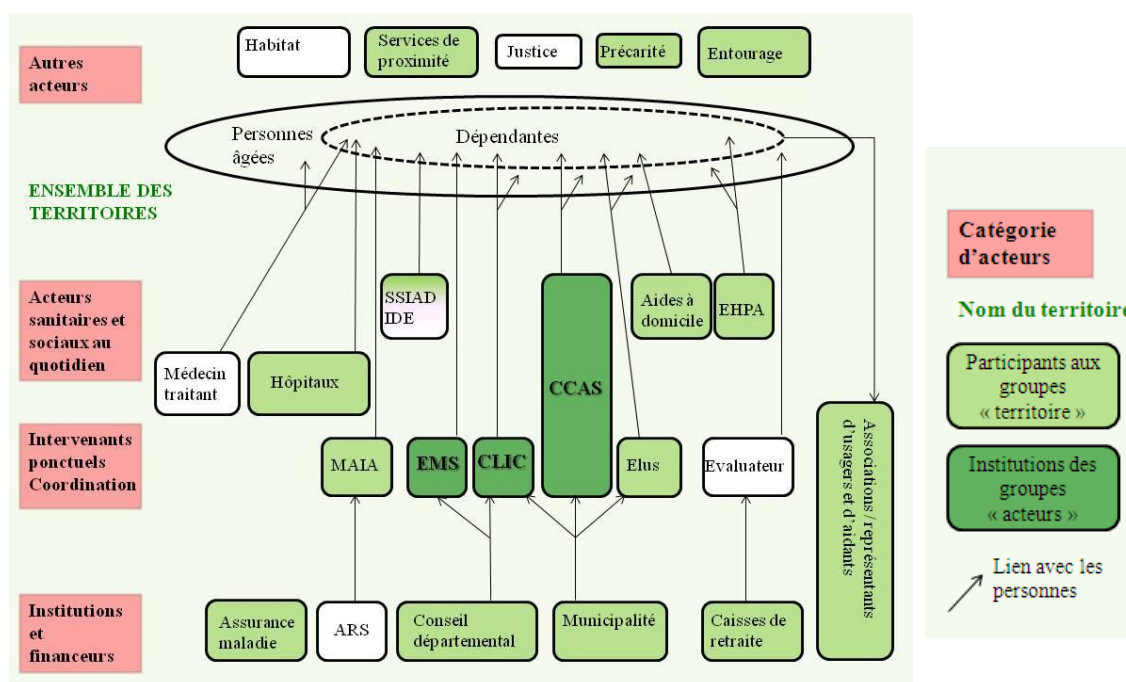 Autres
acteurs
Habitat
Services de
proximité
Justice
Précarité
Entourage
Personnes
âgées
Dépendantes
ENSEMBLE DES
TERRITOIRES
Acteurs
sanitaires et
sociaux au
quotidien
Médecin
traitant
Hôpitaux
SSIAD
IDE
CCAS
Aides à
domicile
EHPA
Intervenants
ponctuels
Coordination
MAIA
EMS
CLIC
Elus
Evaluateur
Associations / représentants
d'usagers et d'aidants
Institutions
et
financeurs
Assurance
maladie
ARS
Conseil
départemental
Municipalité
Caisses de
retraite
Catégorie
d'acteurs
Nom du territoire
Participants aux
groupes
« territoire »
Institutions des
groupes
« acteurs »
Lien avec les
personnes